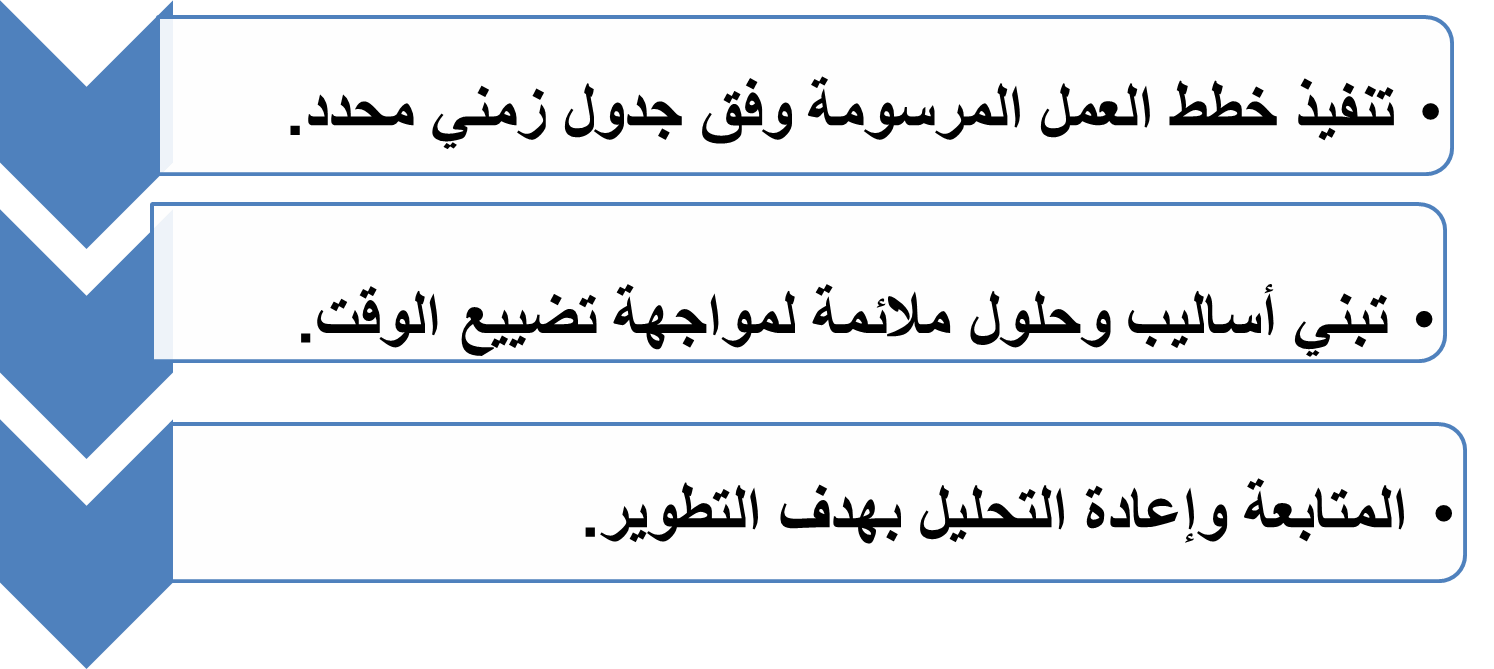 • تنفيذ خطط العمل المرسومة وفق جدول زمني محدد.
• تبني أساليب وحلول ملائمة لمواجهة تضييع الوقت.
• المتابعة وإعادة التحليل بهدف التطوير.